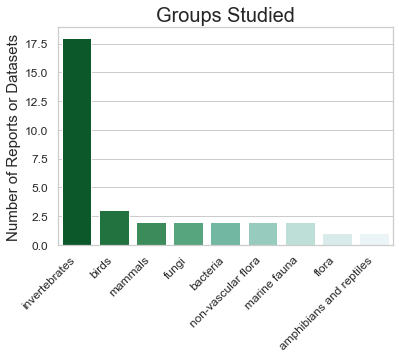 Groups Studied
Number of Reports or Datasets
17.5
15.0
12.5
10.0
7.5
5.0
2.5
0.0
invertebrates
birds
mammals
fungi
bacteria
non-vascular flora
marine fauna
flora
amphibians and reptiles